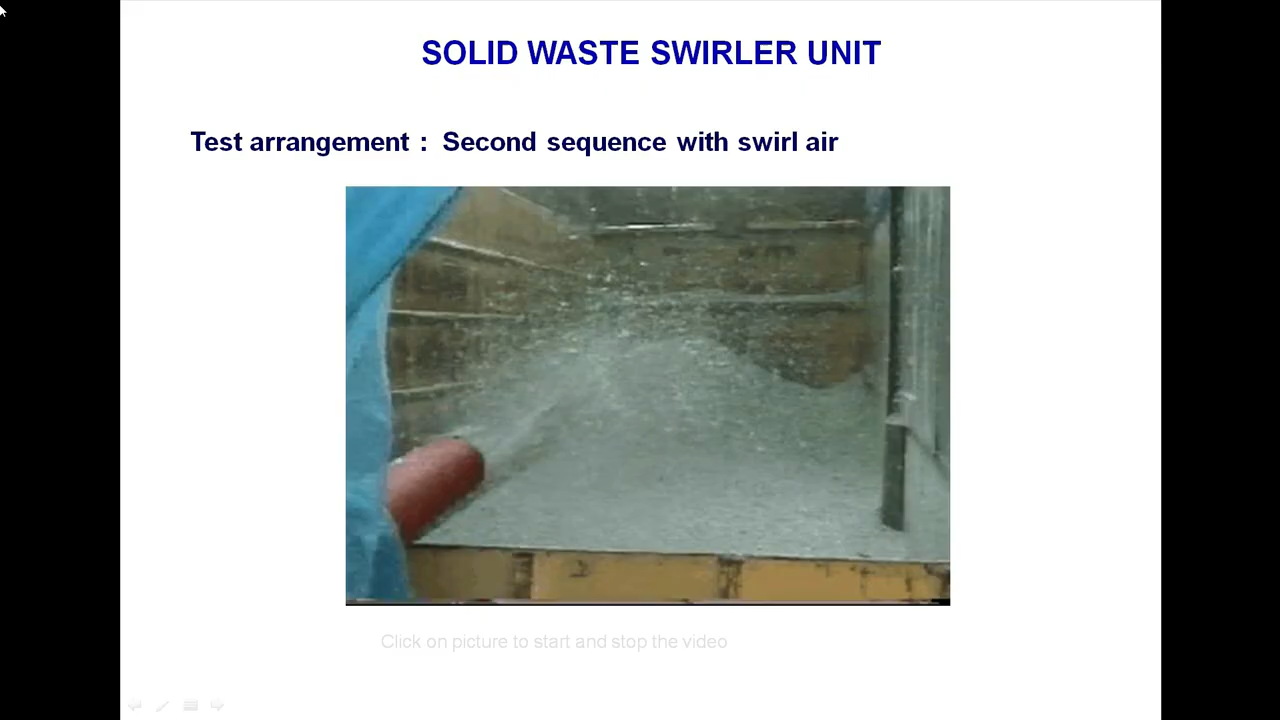 SOLID WASTE SWIRLER UNIT
Test arrangement : Second sequence with swirl air
Click on picture to start and stop the video